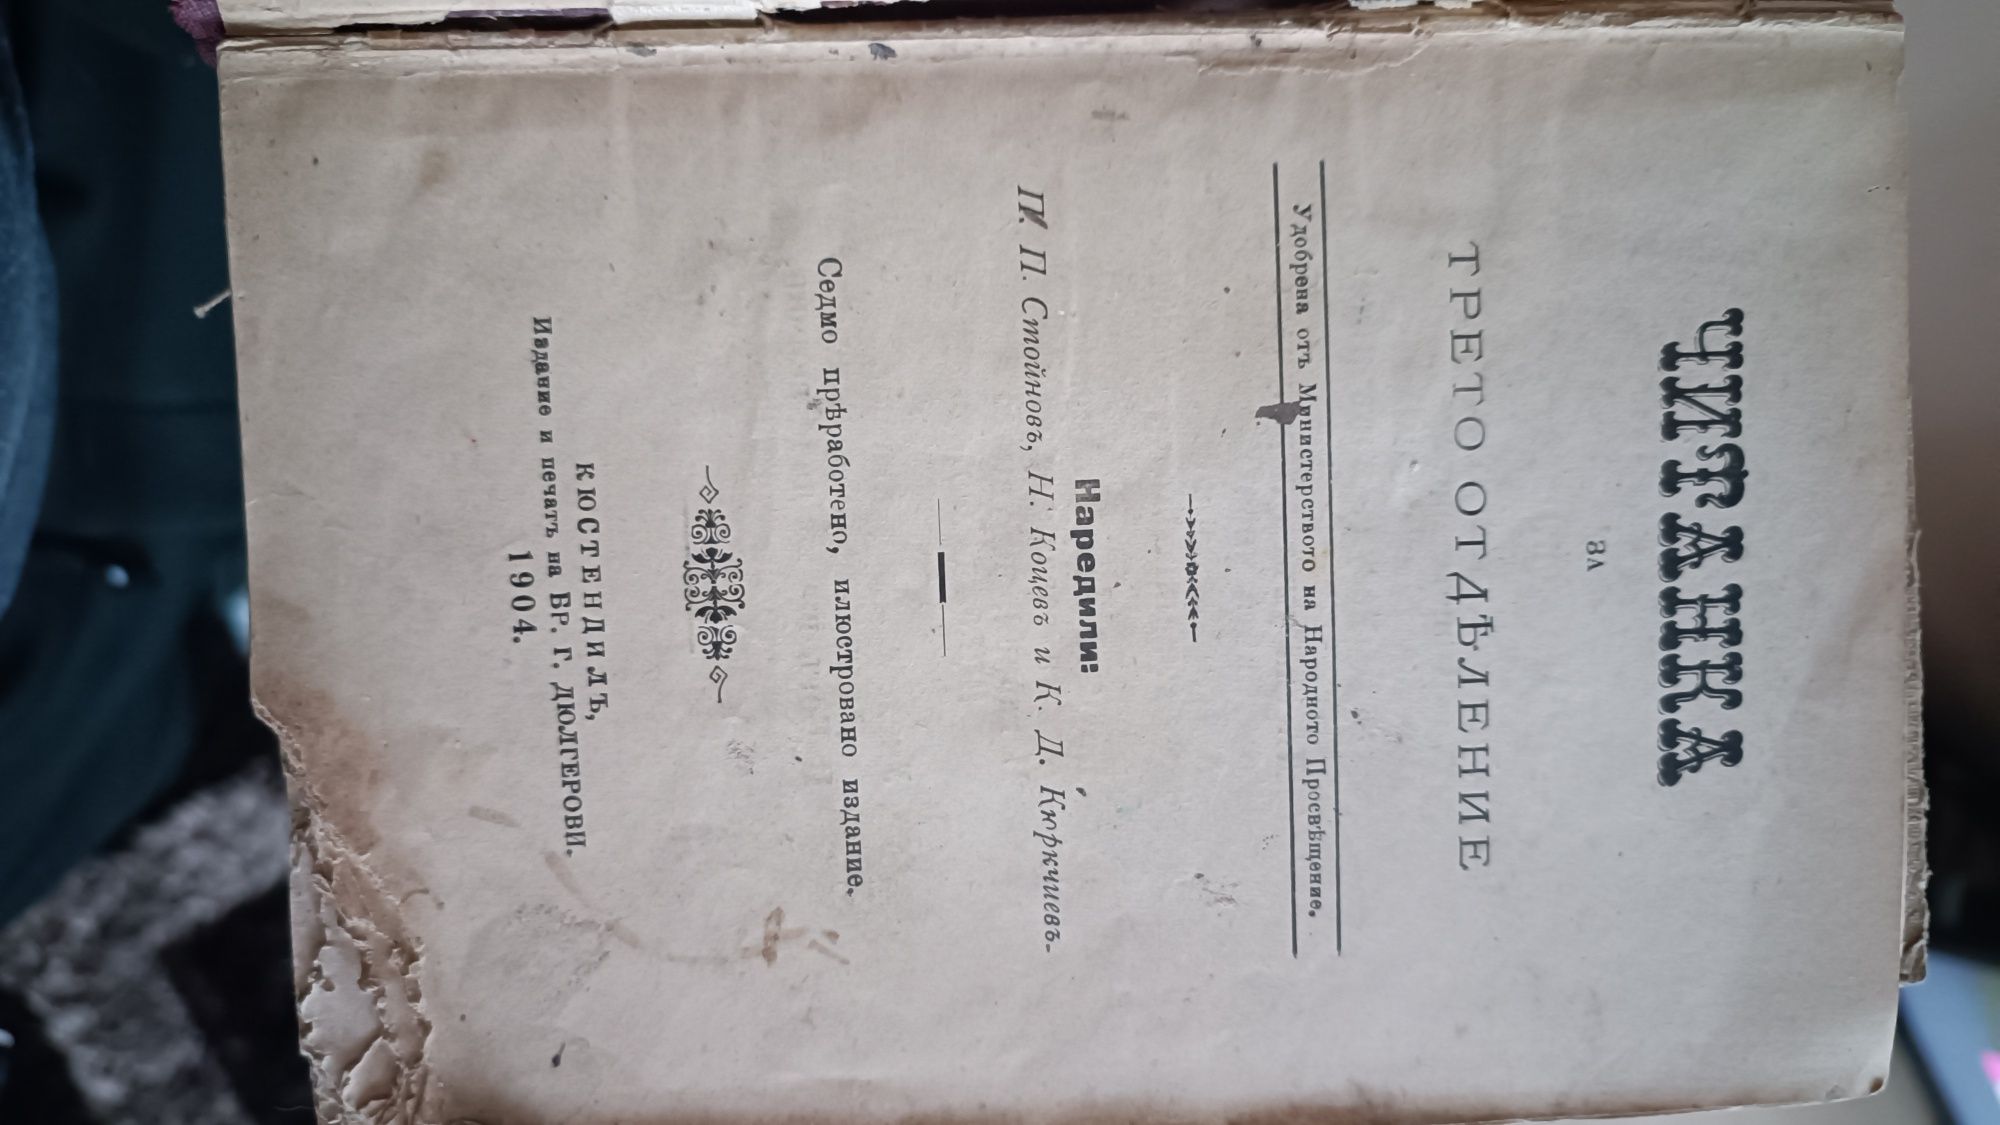 ЧИТАНКА
за
ТРЕТО ОТДѢЛЕНИЕ
Удобрена отъ Министерството на Народното Просвѣщение.
Наредили:
П. П. Стойновъ, Н. Коцевъ и К. Д. Кюркчиевъ.
Седмо прѣработено, илюстровано издание.
КЮСТЕНДИЛЪ,
Издание и печатъ на БР. Г. ДЮЛГЕРОВИ.
1904.